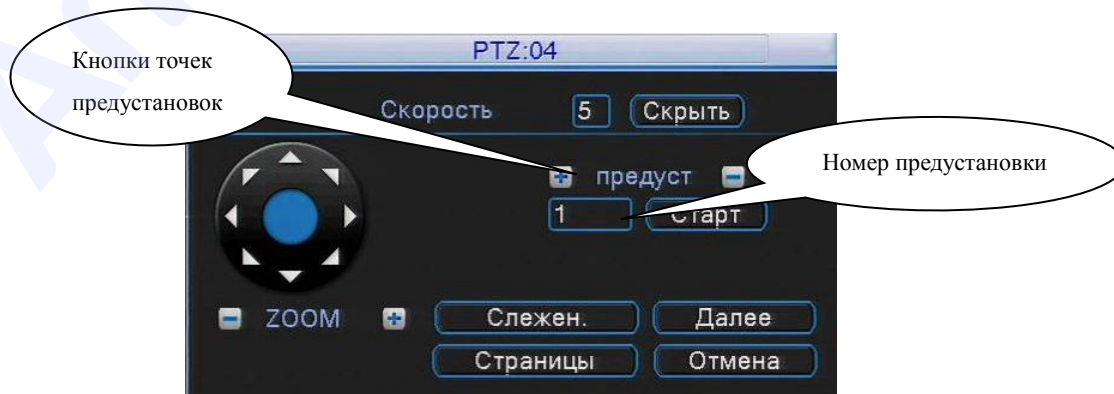 PTZ:04
Кнопки точек
предустановок
Скорость 5 Скрыть
предуст
Номер предустановки
1 Старт
ZOOM
Слежен. Далее
Страницы Отмена